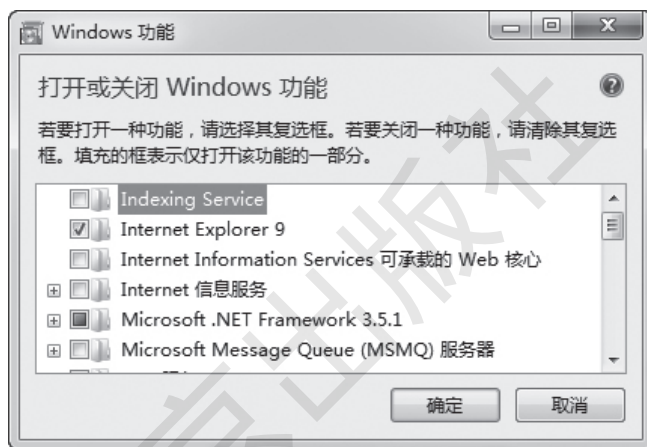 Windows 功能
打开或关闭 Windows 功能
若要打开一种功能，请选择其复选框。若要关闭一种功能，请清除其复选
框。填充的框表示仅打开该功能的一部分。
Indexing Service
Internet Explorer 9
Internet Information Services 可承载的 Web 核心
Internet 信息服务
Microsoft .NET Framework 3.5.1
Microsoft Message Queue (MSMQ) 服务器
确定 取消
出版社